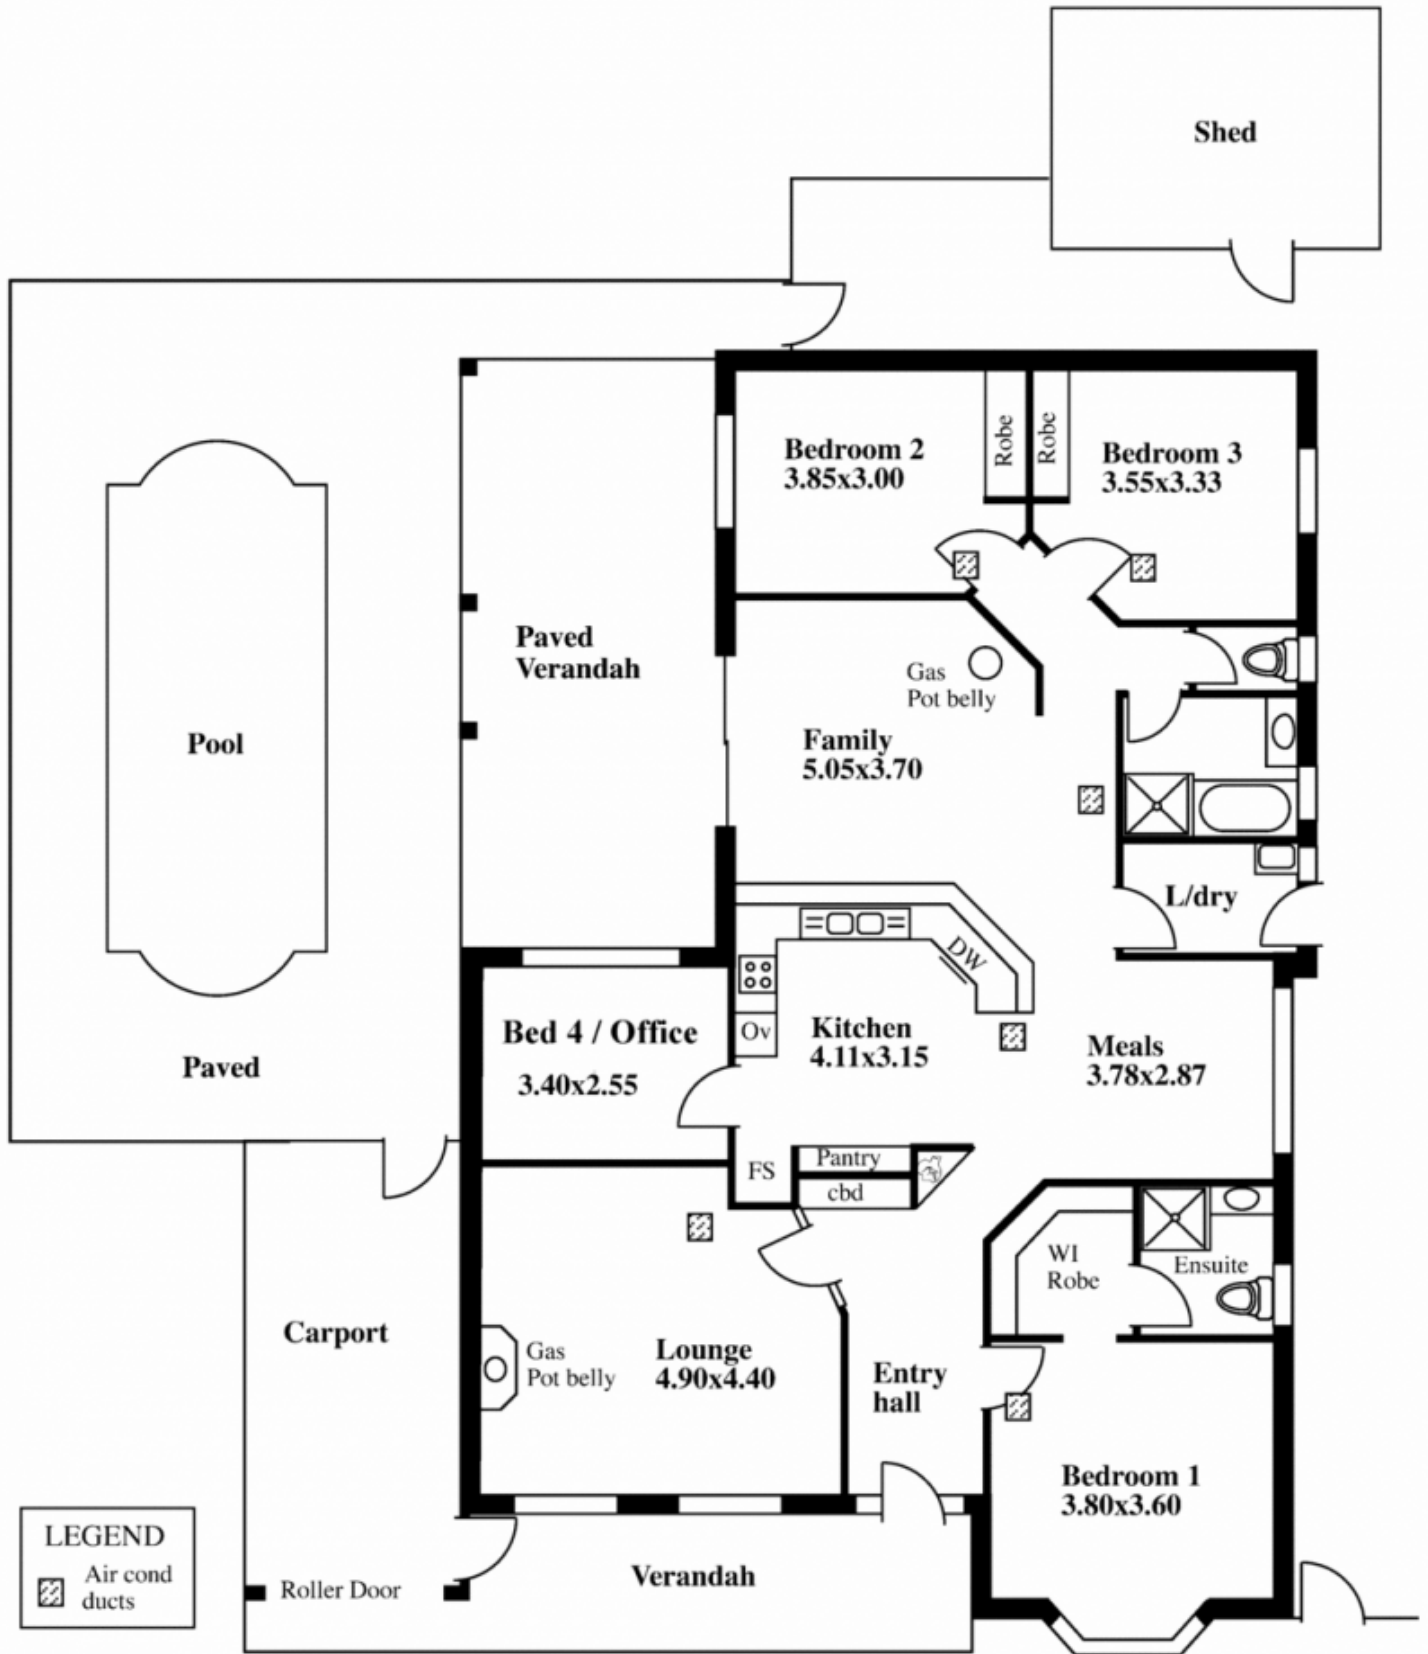 Shed
Bedroom 2
3.85x3.00
Robe
Robe
Bedroom 3
3.55x3.33
Paved
Verandah
Gas
Pot belly
Pool
Family
5.05x3.70
L/dry
DW
Bed 4 / Office
3.40x2.55
Ov
Kitchen
4.11x3.15
Meals
3.78x2.87
Paved
FS
Pantry
cbd
WI
Robe
Ensuite
Carport
Gas
Pot belly
Lounge
4.90x4.40
Entry
hall
Bedroom 1
3.80x3.60
LEGEND
Air cond
ducts
Roller Door
Verandah